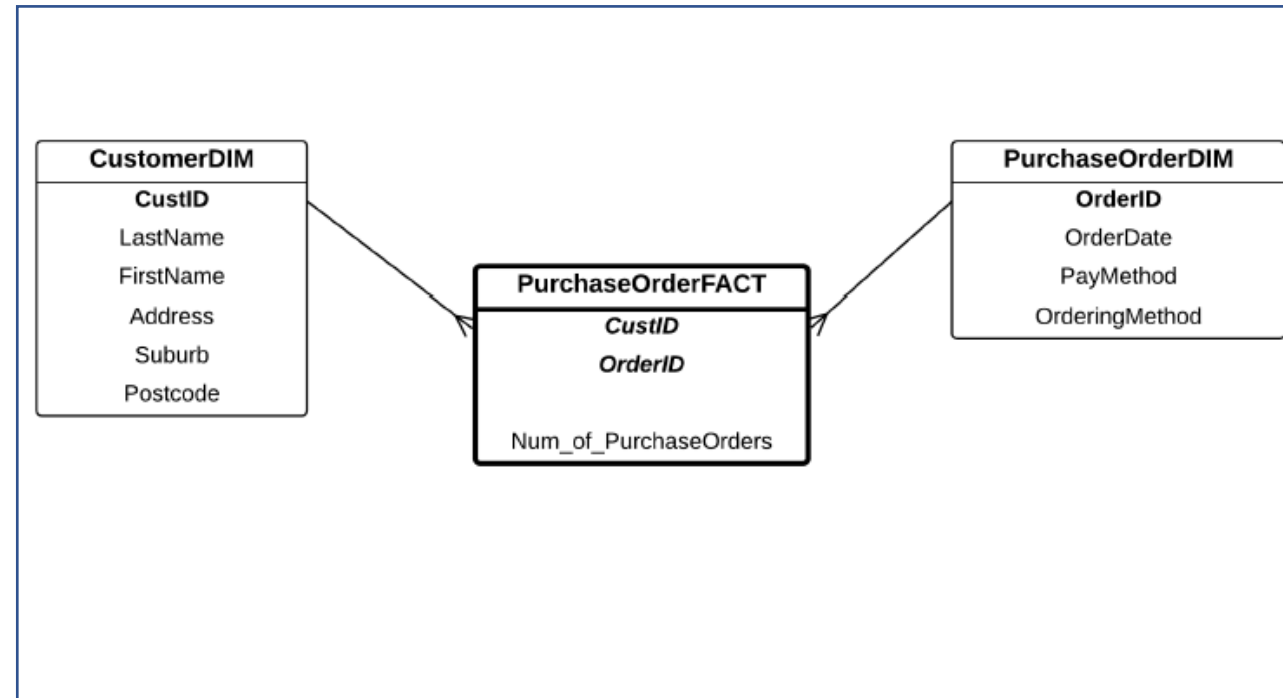 CustomerDIM
CustID
LastName
FirstName
Address
Suburb
Postcode
PurchaseOrderFACT
CustID
OrderID
Num_of_PurchaseOrders
PurchaseOrderDIM
OrderID
OrderDate
PayMethod
OrderingMethod